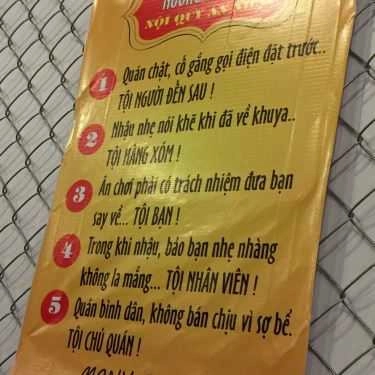 NỘI QUY ĂN
1 Quán chật, cố gắng gọi điện đặt trước..
TỘI NGƯỜI ĐẾN SAU !
2 Nhậu nhẹ nói khẽ khi đã về khuya..
TỘI HÀNG XÓM !
3 Ăn chơi phải có trách nhiệm đưa bạn
say về... TỘI BẠN !
4 Trong khi nhậu, bảo bạn nhẹ nhàng
không la mắng... TỘI NHÂN VIÊN !
5 Quán bình dân, không bán chịu vì sợ bể.
TỘI CHỦ QUÁN !